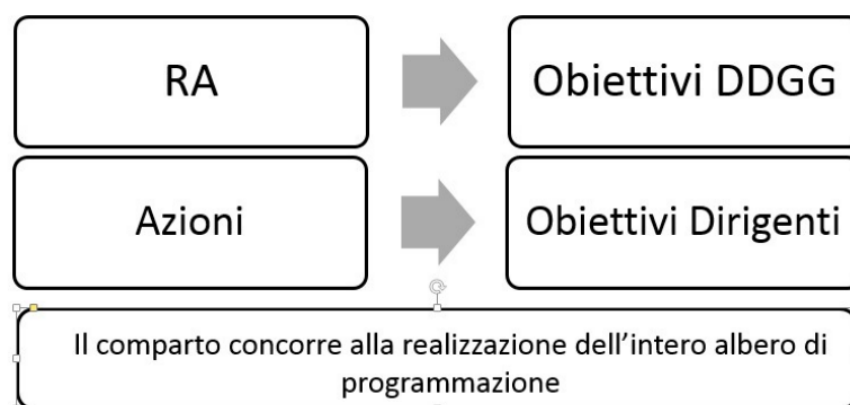 RA
Obiettivi DDGG
Azioni
Obiettivi Dirigenti
Il comparto concorre alla realizzazione dell’intero albero di
programmazione